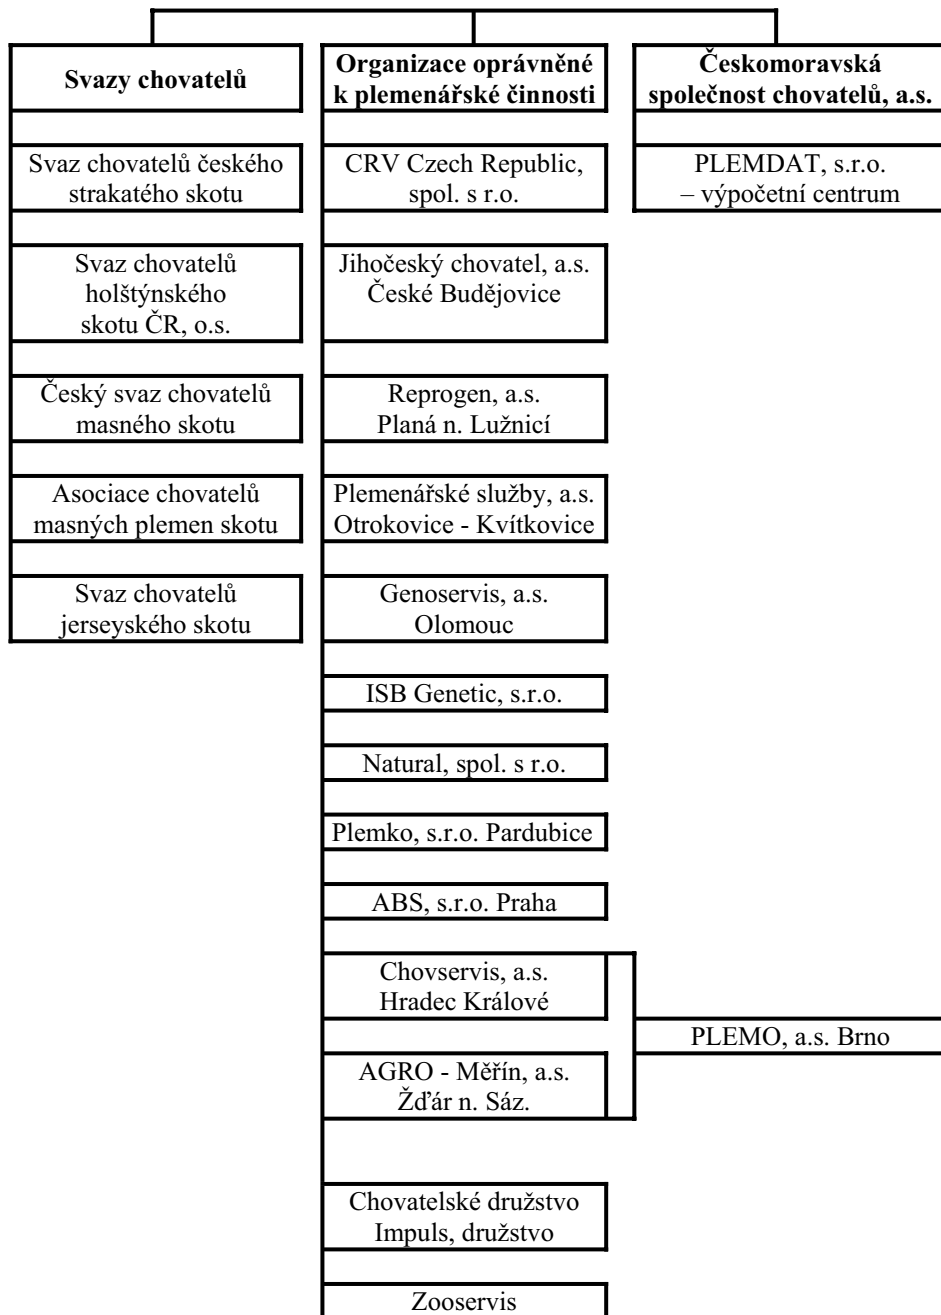 Svazy chovatelů
Organizace oprávněné
k plemenářské činnosti
Českomoravská
společnost chovatelů, a.s.
Svaz chovatelů českého
strakatého skotu
CRV Czech Republic,
spol. s r.o.
PLEMDAT, s.r.o.
– výpočetní centrum
Svaz chovatelů
holštýnského
skotu ČR, o.s.
Jihočeský chovatel, a.s.
České Budějovice
Český svaz chovatelů
masného skotu
Reprogen, a.s.
Planá n. Lužnicí
Asociace chovatelů
masných plemen skotu
Plemenářské služby, a.s.
Otrokovice - Kvítkovice
Svaz chovatelů
jerseyského skotu
Genoservis, a.s.
Olomouc
ISB Genetic, s.r.o.
Natural, spol. s r.o.
Plemko, s.r.o. Pardubice
ABS, s.r.o. Praha
Chovservis, a.s.
Hradec Králové
PLEMO, a.s. Brno
AGRO - Měřín, a.s.
Žďár n. Sáz.
Chovatelské družstvo
Impuls, družstvo
Zooservis